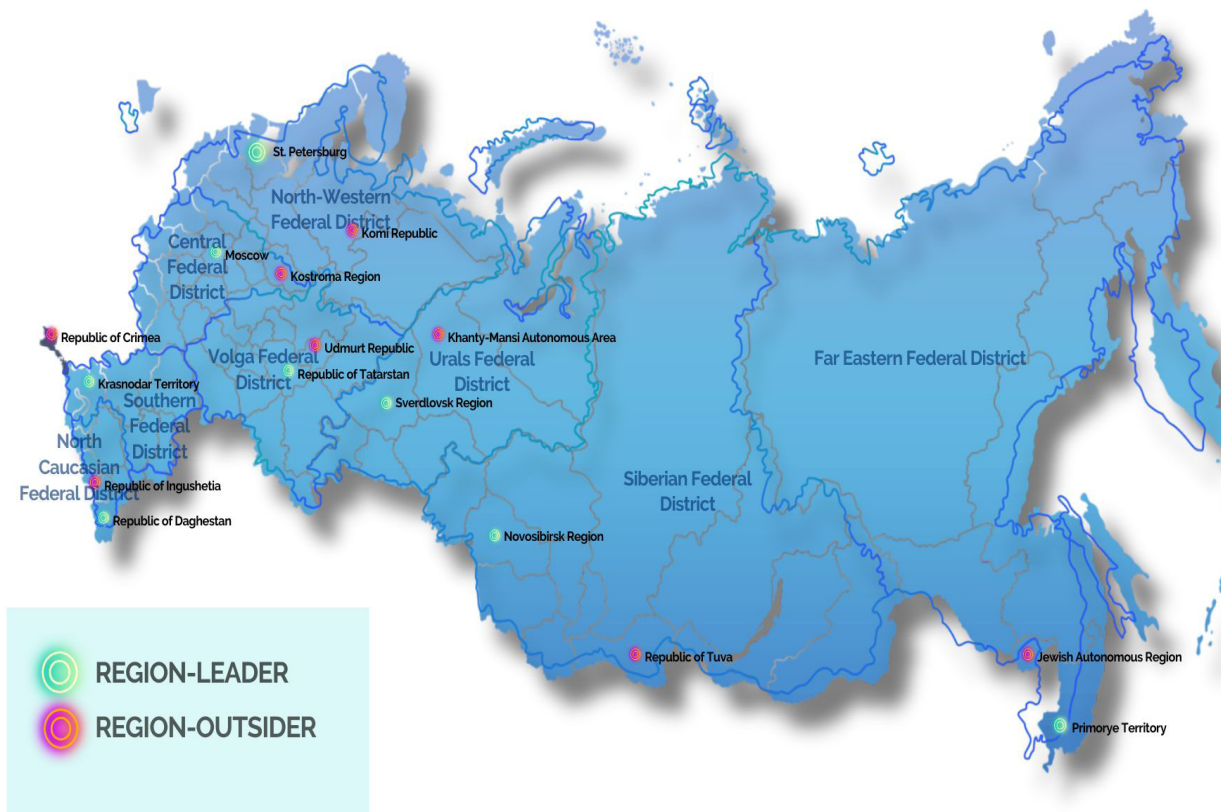 St. Petersburg
North-Western
Federal District
Komi Republic
Central
Federal
District
Moscow
Kostroma Region
Republic of Crimea
Udmurt Republic
Volga Federal
District
Republic of Tatarstan
Khanty-Mansi Autonomous Area
Urals Federal
District
Far Eastern Federal District
Krasnodar Territory
Southern
Federal
District
Sverdlovsk Region
North
Caucasian
Federal District
Republic of Ingushetia
Republic of Daghestan
Siberian Federal
District
Novosibirsk Region
Republic of Tuva
Jewish Autonomous Region
Primorye Territory
REGION-LEADER
REGION-OUTSIDER